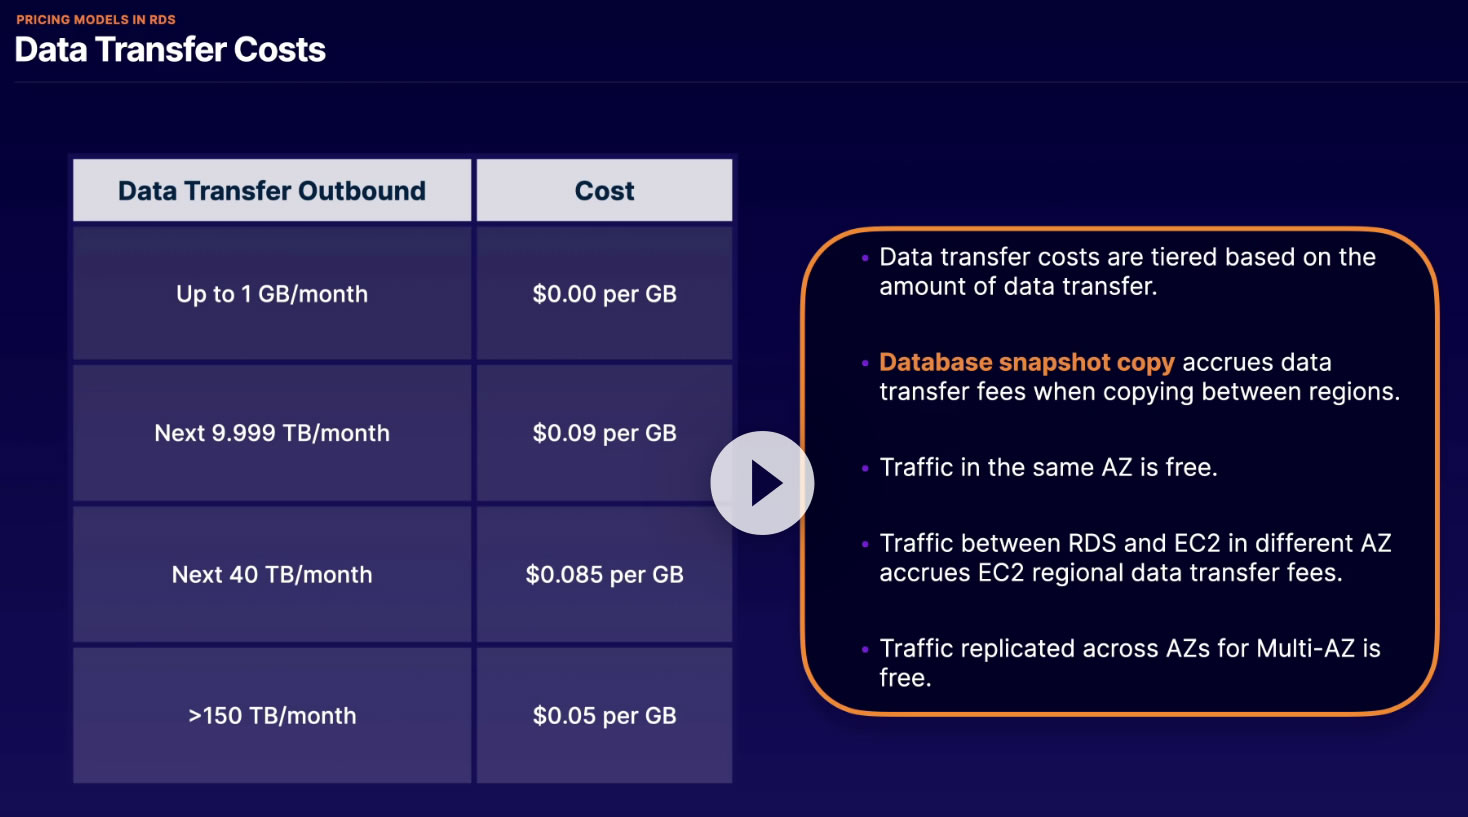 PRICING MODELS IN RDS
Data Transfer Costs
Data Transfer Outbound
Cost
Up to 1 GB/month
$0.00 per GB
Next 9.999 TB/month
$0.09 per GB
Next 40 TB/month
$0.085 per GB
>150 TB/month
$0.05 per GB
• Data transfer costs are tiered based on the
amount of data transfer.
• Database snapshot copy accrues data
transfer fees when copying between regions.
• Traffic in the same AZ is free.
• Traffic between RDS and EC2 in different AZ
accrues EC2 regional data transfer fees.
• Traffic replicated across AZs for Multi-AZ is
free.